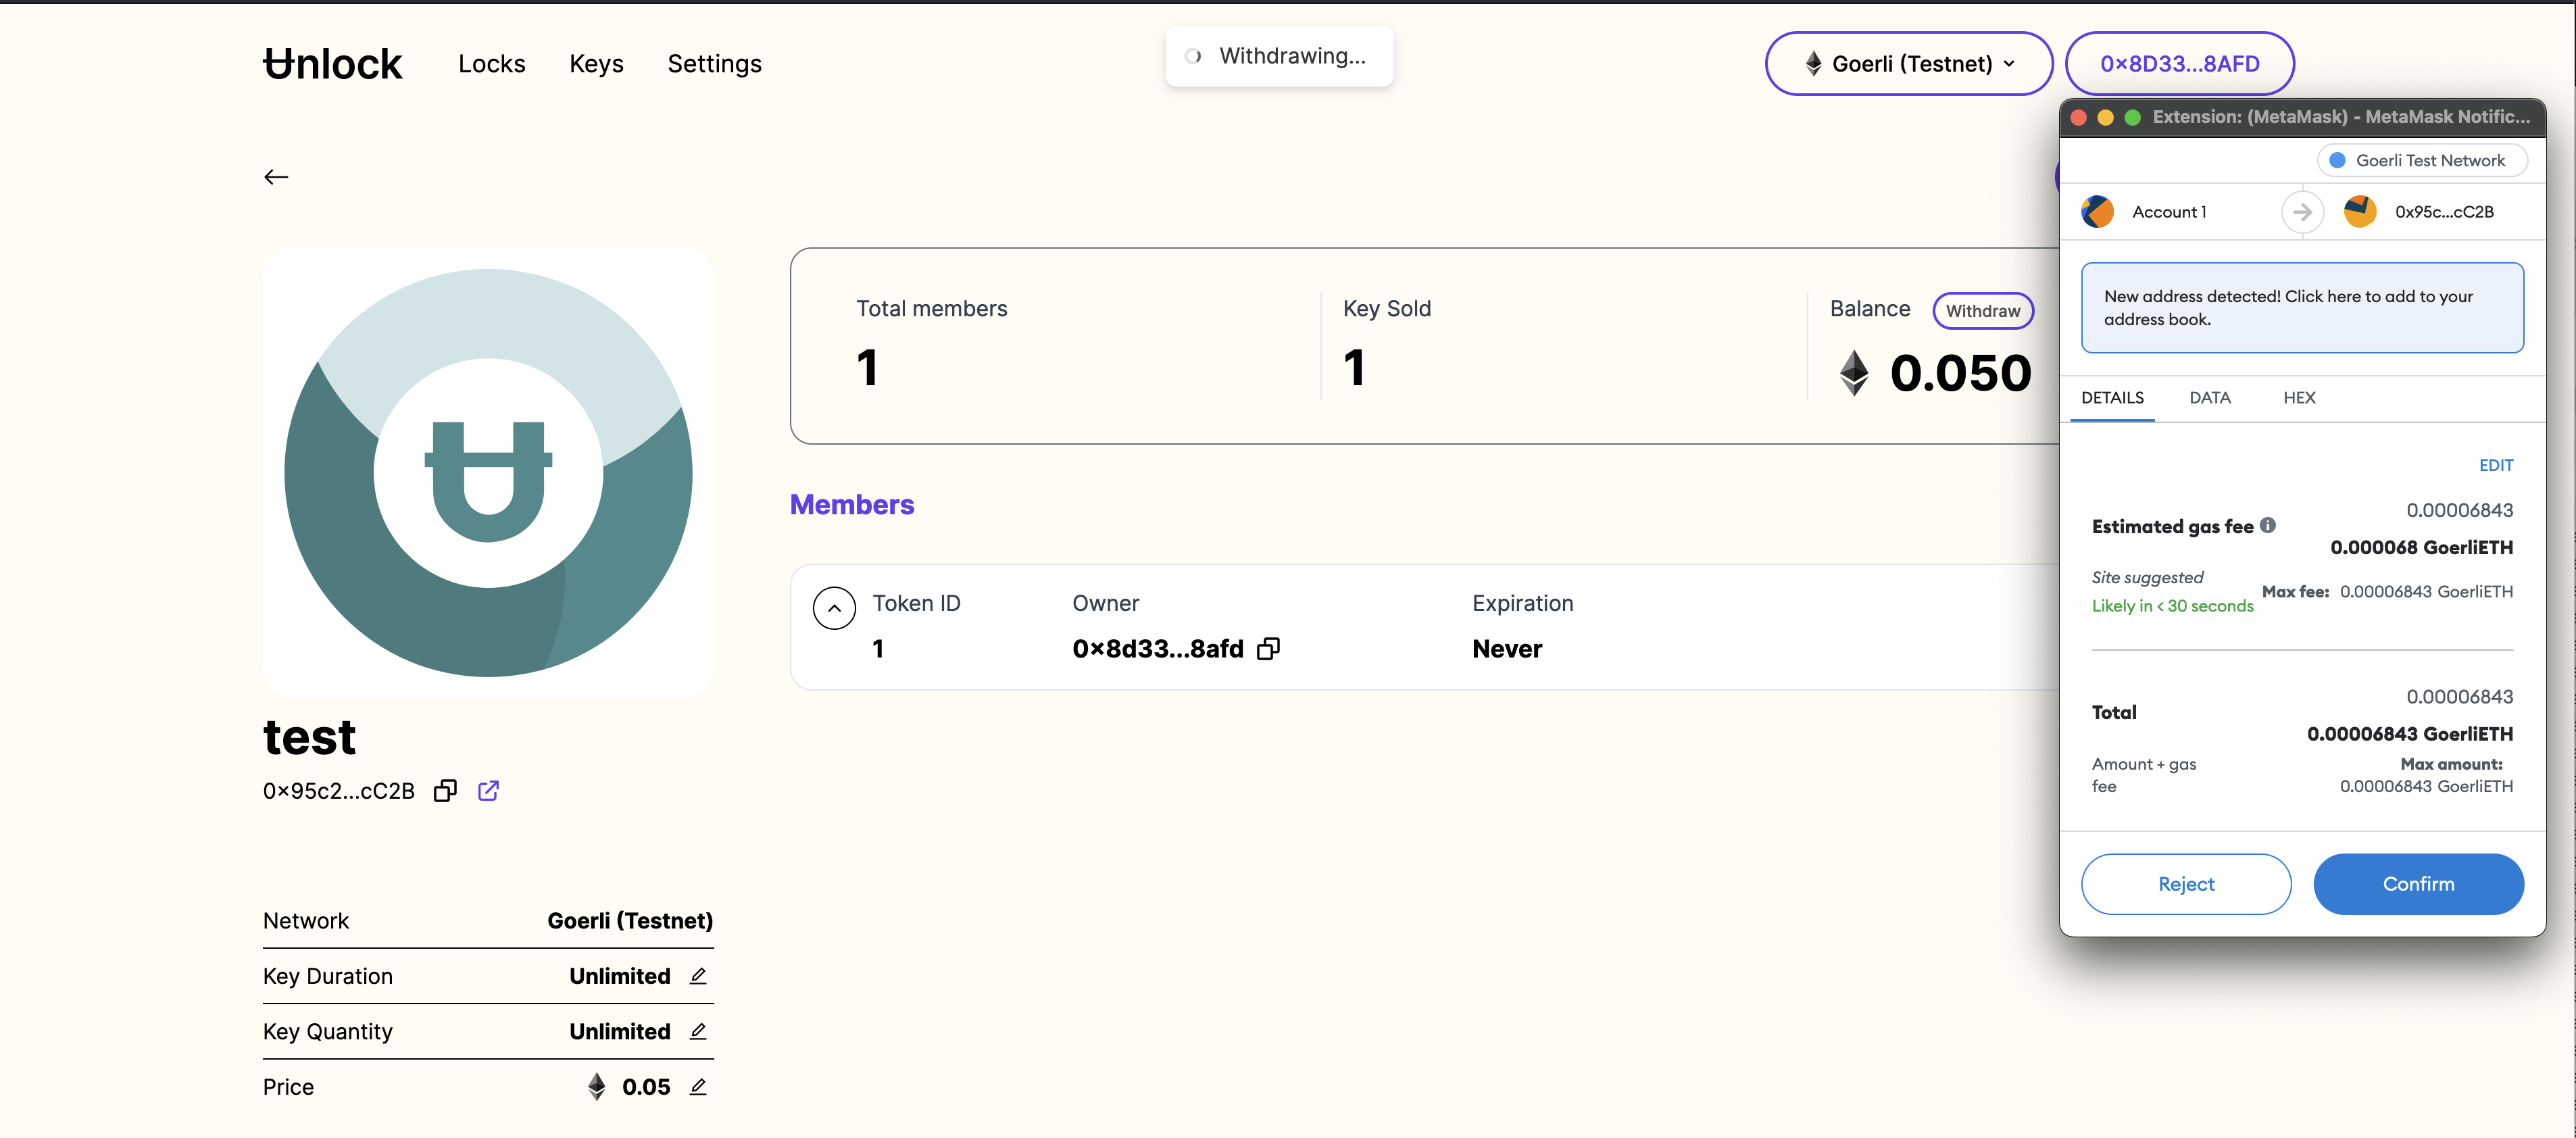 Unlock
Locks
Keys
Settings
Withdrawing...
Goerli (Testnet)
0x8D33...8AFD
Total members
1
Key Sold
1
Balance
Withdraw
0.050
Members
Token ID
Owner
Expiration
1
0x8d33...8afd
Never
test
0x95c2...cC2B
Network
Goerli (Testnet)
Key Duration
Unlimited
Key Quantity
Unlimited
Price
0.05
Extension: (MetaMask) - MetaMask Notific...
Goerli Test Network
Account 1
0x95c...cC2B
New address detected! Click here to add to your
address book.
DETAILS
DATA
HEX
EDIT
0.00006843
Estimated gas fee
0.000068 GoerliETH
Site suggested
Likely in < 30 seconds
Max fee: 0.00006843 GoerliETH
0.00006843
Total
0.00006843 GoerliETH
Amount + gas
fee
Max amount:
0.00006843 GoerliETH
Reject
Confirm